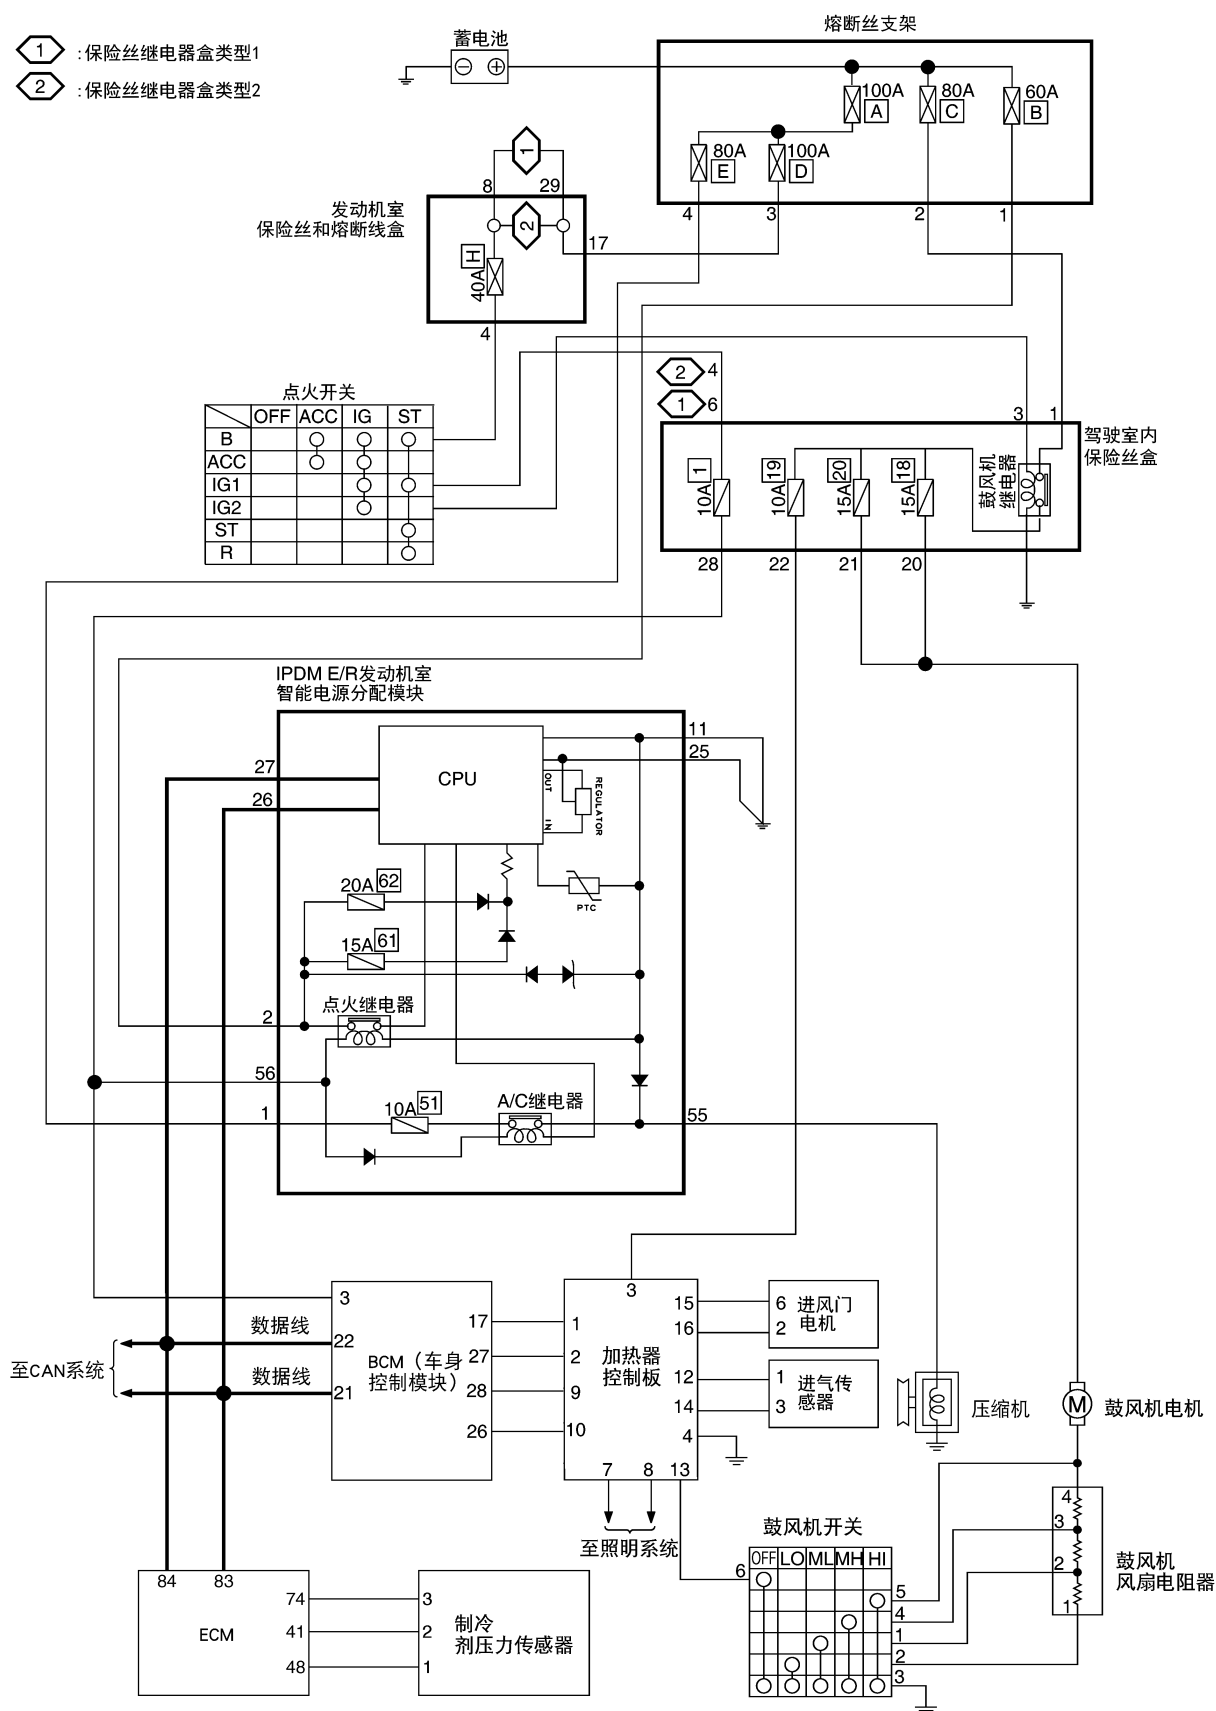 熔断丝支架
1 :保险丝继电器盒类型1
2 :保险丝继电器盒类型2
蓄电池
100A A
80A C
60A B
80A E
100A D
1
8 29
4 3 2 1
发动机室
保险丝和熔断线盒
2
17
H
40A
4
点火开关
OFF ACC IG ST
B
ACC
IG1
IG2
ST
R
2 4
1 6
3 1
驾驶室内
保险丝盒
10A 1
10A 19
15A 20
15A 18
鼓风机
继电器
28 22 21 20
IPDM E/R发动机室
智能电源分配模块
CPU
27
26
11
25
OUT
IN
REGULATOR
20A 62
PTC
15A 61
点火继电器
2
56
1
10A 51
A/C继电器
55
3
数据线
22
数据线
21
至CAN系统
BCM（车身
控制模块）
17
27
28
26
3
1
2
9
10
加热器
控制板
15
16
12
14
4
7 8 13
6
2
进风门
电机
1
3
进气传
感器
压缩机
M
鼓风机电机
至照明系统
鼓风机开关
OFF LO ML MH HI
6
5
4
1
2
3
4
3
2
1
鼓风机
风扇电阻器
84 83
ECM
74
41
48
3
2
1
制冷
剂压力传感器